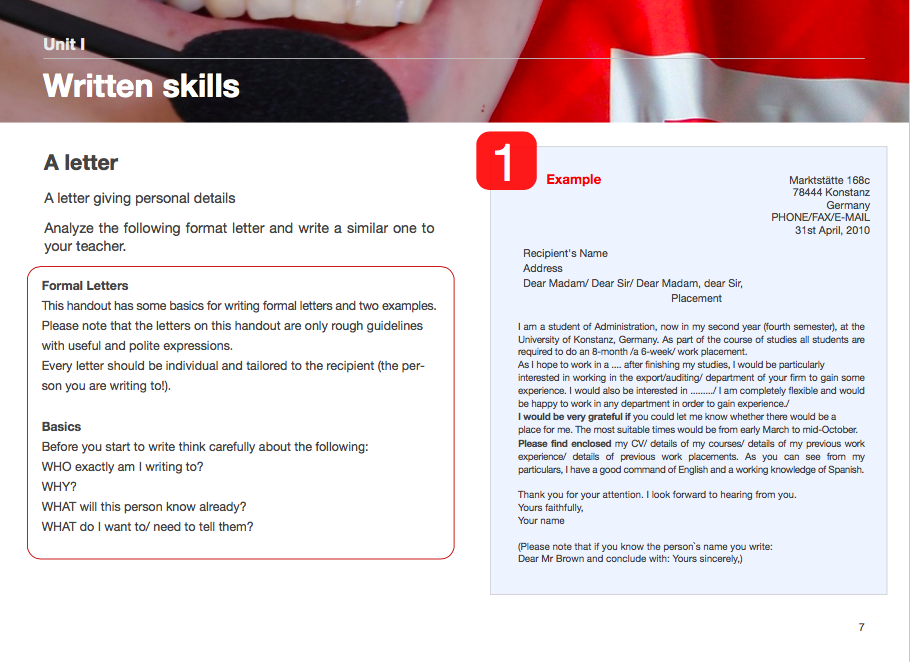 Unit I
Written skills
A letter
A letter giving personal details
Analyze the following format letter and write a similar one to
your teacher.
Formal Letters
This handout has some basics for writing formal letters and two examples.
Please note that the letters on this handout are only rough guidelines
with useful and polite expressions.
Every letter should be individual and tailored to the recipient (the per-
son you are writing to!).
Basics
Before you start to write think carefully about the following:
WHO exactly am I writing to?
WHY?
WHAT will this person know already?
WHAT do I want to/ need to tell them?
1
Example
Marktstätte 168c
78444 Konstanz
Germany
PHONE/FAX/E-MAIL
31st April, 2010
Recipient's Name
Address
Dear Madam/ Dear Sir/ Dear Madam, dear Sir,
Placement
I am a student of Administration, now in my second year (fourth semester), at the
University of Konstanz, Germany. As part of the course of studies all students are
required to do an 8-month /a 6-week/ work placement.
As I hope to work in a .... after finishing my studies, I would be particularly
interested in working in the export/auditing/ department of your firm to gain some
experience. I would also be interested in ........./ I am completely flexible and would
be happy to work in any department in order to gain experience./
I would be very grateful if you could let me know whether there would be a
place for me. The most suitable times would be from early March to mid-October.
Please find enclosed my CV/ details of my courses/ details of my previous work
experience/ details of previous work placements. As you can see from my
particulars, I have a good command of English and a working knowledge of Spanish.
Thank you for your attention. I look forward to hearing from you.
Yours faithfully,
Your name
(Please note that if you know the person`s name you write:
Dear Mr Brown and conclude with: Yours sincerely,)
7